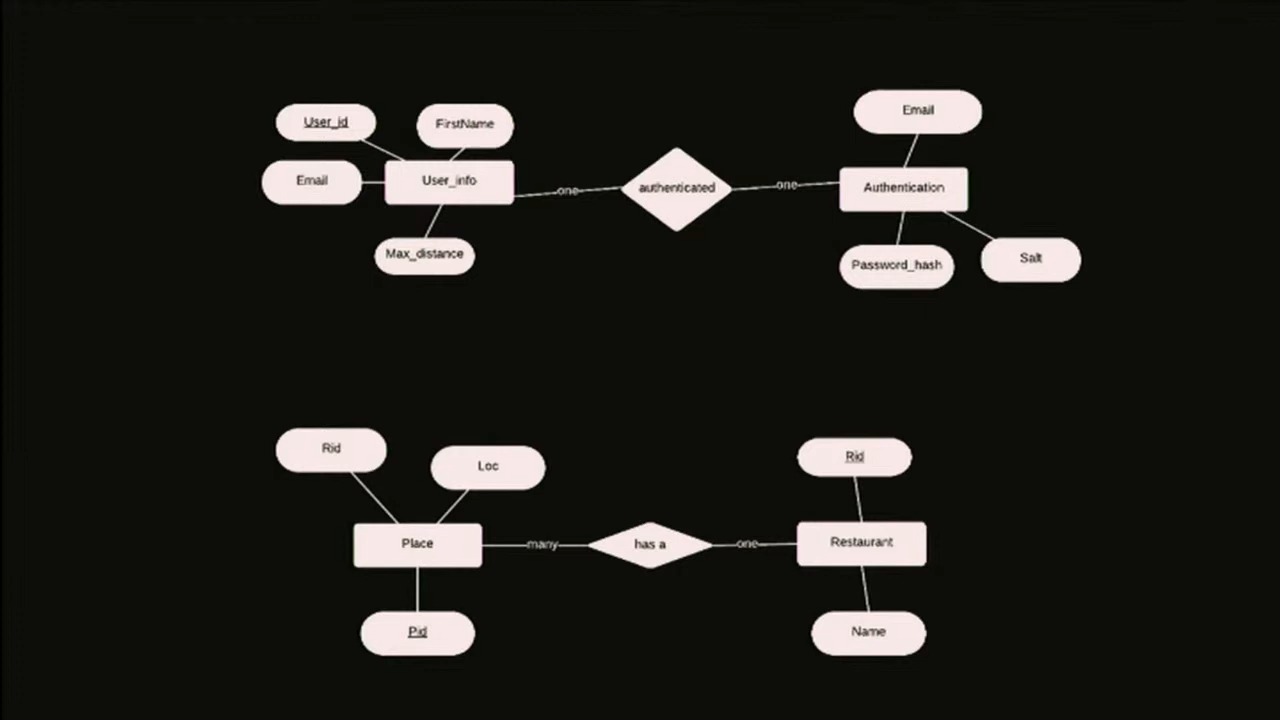 User_id
FirstName
Email
User_info
Max_distance
one
authenticated
one
Email
Authentication
Password_hash
Salt
Rid
Loc
Place
Pid
many
has a
one
Rid
Restaurant
Name